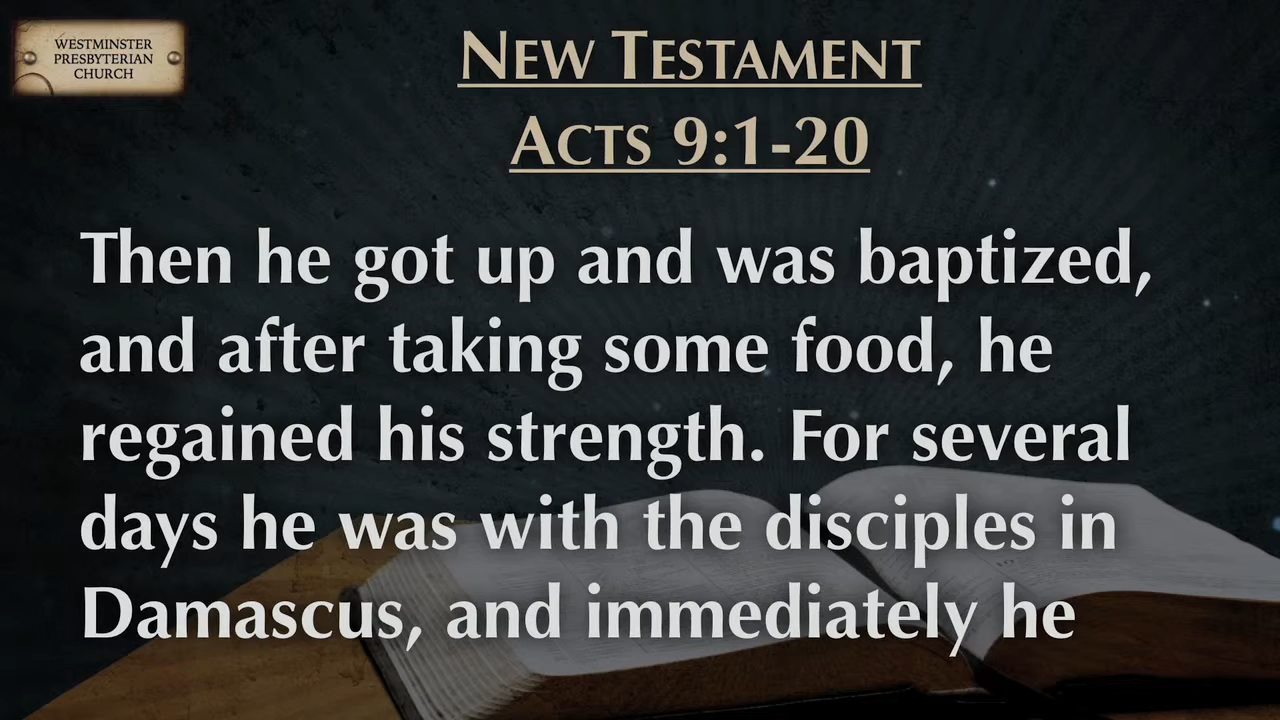 WESTMINSTER
PRESBYTERIAN
CHURCH
NEW TESTAMENT
ACTS 9:1-20
Then he got up and was baptized,
and after taking some food, he
regained his strength. For several
days he was with the disciples in
Damascus, and immediately he